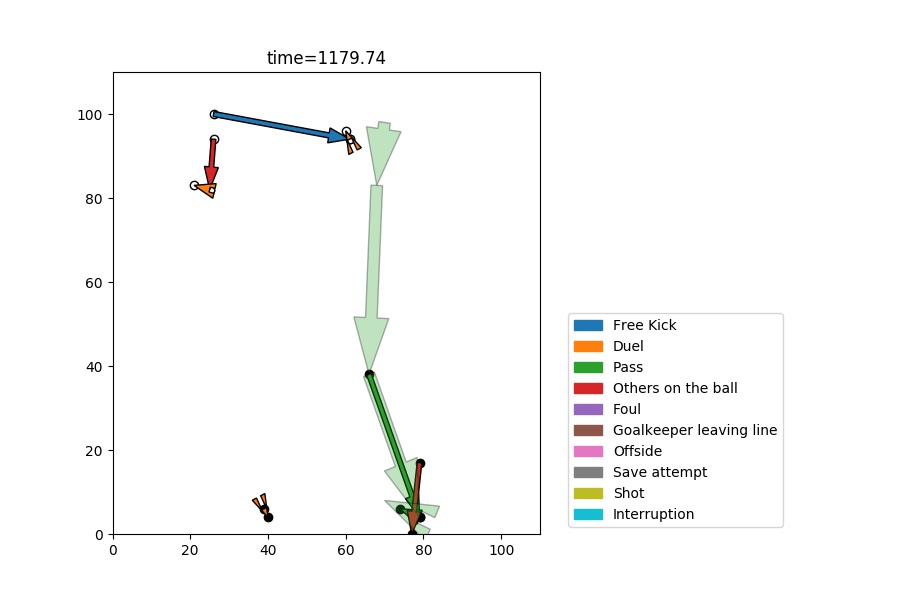 time=1179.74
100
80
60
40
20
0
0 20 40 60 80 100
Free Kick
Duel
Pass
Others on the ball
Foul
Goalkeeper leaving line
Offside
Save attempt
Shot
Interruption